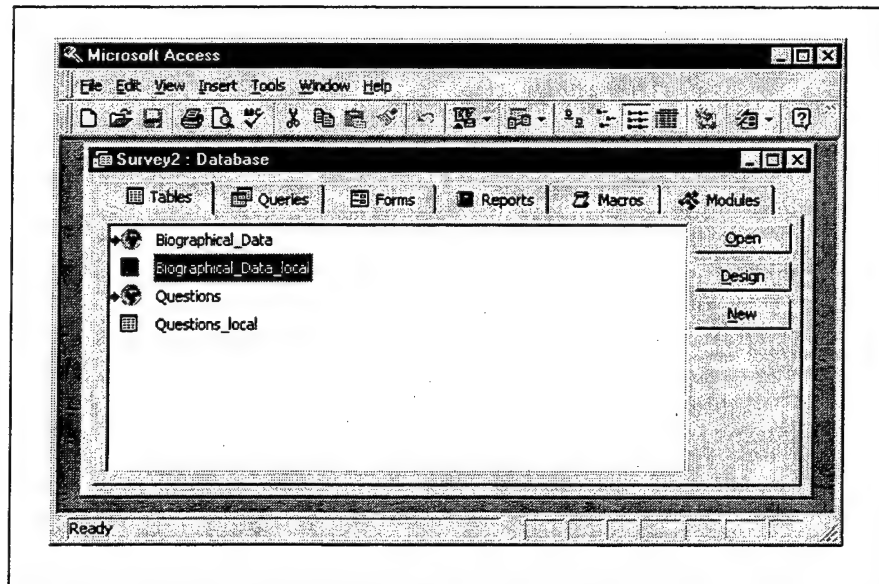 Microsoft Access
File Edit View Insert Tools Window Help
Survey2 : Database
Tables Queries Forms Reports Macros Modules
Biographical_Data
Biographical_Data_local
Questions
Questions_local
Open
Design
New
Ready